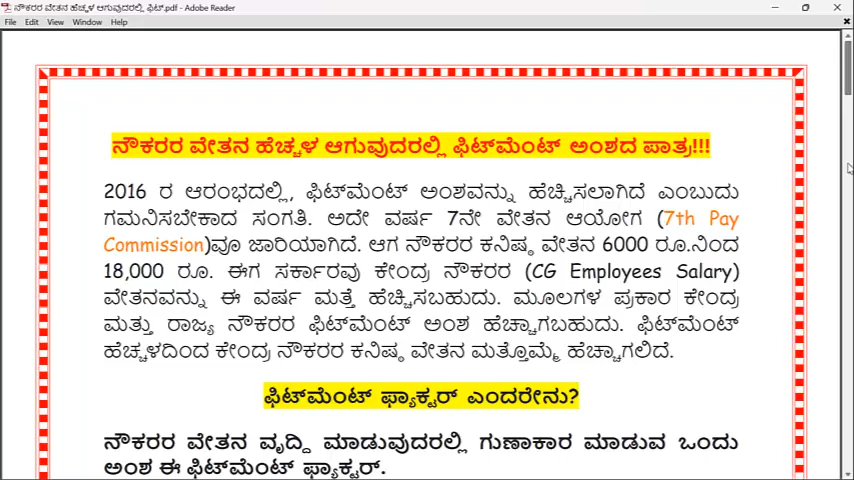 ನೌಕರರ ವೇತನ ಹೆಚ್ಚಳ ಆಗುವುದರಲ್ಲಿ ಫಿಟ್.pdf - Adobe Reader
File Edit View Window Help
ನೌಕರರ ವೇತನ ಹೆಚ್ಚಳ ಆಗುವುದರಲ್ಲಿ ಫಿಟ್‌ಮೆಂಟ್ ಅಂಶದ ಪಾತ್ರ!!!
2016 ರ ಆರಂಭದಲ್ಲಿ, ಫಿಟ್‌ಮೆಂಟ್ ಅಂಶವನ್ನು ಹೆಚ್ಚಿಸಲಾಗಿದೆ ಎಂಬುದು
ಗಮನಿಸಬೇಕಾದ ಸಂಗತಿ. ಅದೇ ವರ್ಷ 7ನೇ ವೇತನ ಆಯೋಗ (7th Pay
Commission)ವೂ ಜಾರಿಯಾಗಿದೆ. ಆಗ ನೌಕರರ ಕನಿಷ್ಠ ವೇತನ 6000 ರೂ.ನಿಂದ
18,000 ರೂ. ಈಗ ಸರ್ಕಾರವು ಕೇಂದ್ರ ನೌಕರರ (CG Employees Salary)
ವೇತನವನ್ನು ಈ ವರ್ಷ ಮತ್ತೆ ಹೆಚ್ಚಿಸಬಹುದು. ಮೂಲಗಳ ಪ್ರಕಾರ ಕೇಂದ್ರ
ಮತ್ತು ರಾಜ್ಯ ನೌಕರರ ಫಿಟ್‌ಮೆಂಟ್ ಅಂಶ ಹೆಚ್ಚಾಗಬಹುದು. ಫಿಟ್‌ಮೆಂಟ್
ಹೆಚ್ಚಳದಿಂದ ಕೇಂದ್ರ ನೌಕರರ ಕನಿಷ್ಠ ವೇತನ ಮತ್ತೊಮ್ಮೆ ಹೆಚ್ಚಾಗಲಿದೆ.
ಫಿಟ್‌ಮೆಂಟ್ ಫ್ಯಾಕ್ಟರ್ ಎಂದರೇನು?
ನೌಕರರ ವೇತನ ವೃದ್ದಿ ಮಾಡುವುದರಲ್ಲಿ ಗುಣಾಕಾರ ಮಾಡುವ ಒಂದು
ಅಂಶ ಈ ಫಿಟ್‌ಮೆಂಟ್ ಫ್ಯಾಕ್ಟರ್.